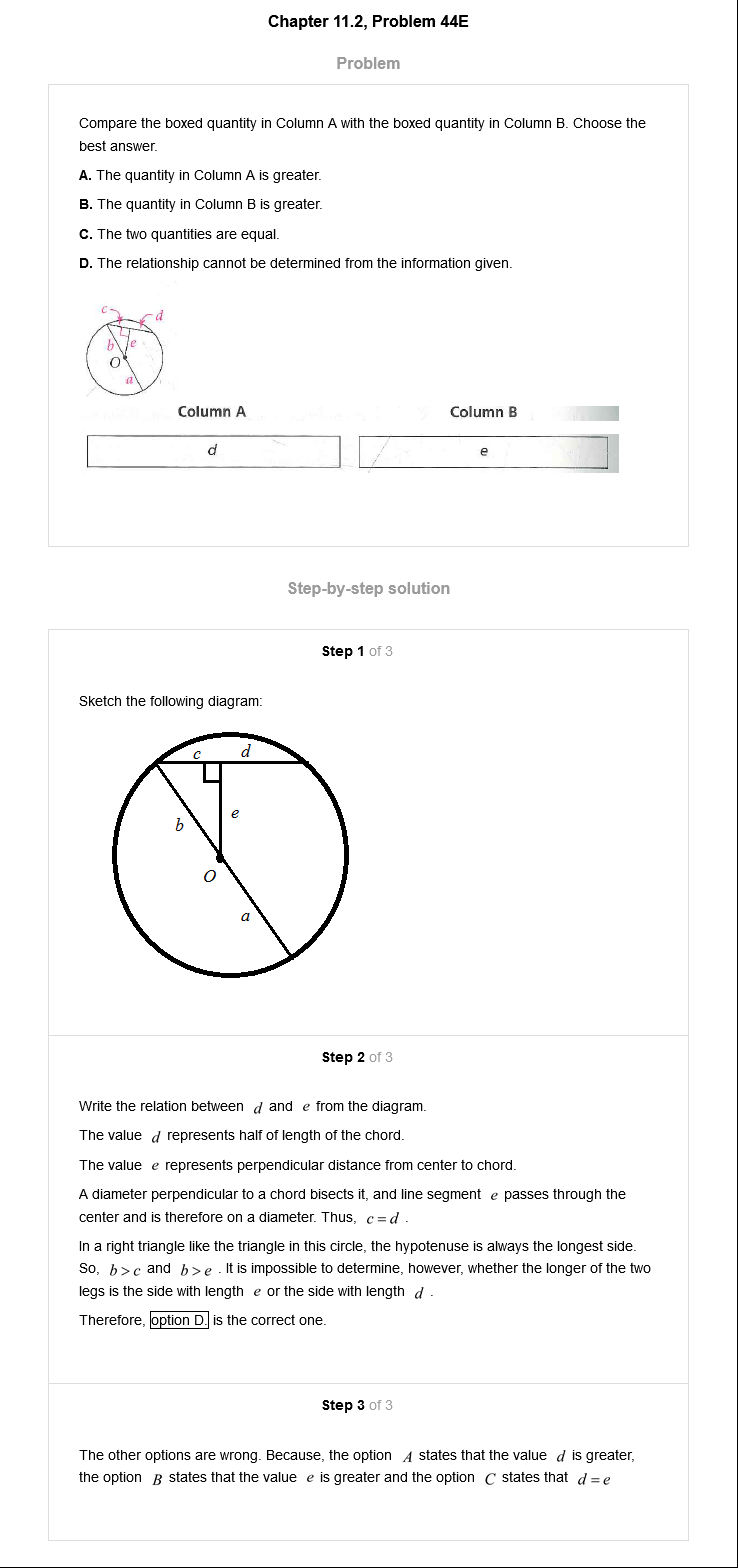 Chapter 11.2, Problem 44E
Problem
Compare the boxed quantity in Column A with the boxed quantity in Column B. Choose the
best answer.
A. The quantity in Column A is greater.
B. The quantity in Column B is greater.
C. The two quantities are equal.
D. The relationship cannot be determined from the information given.
c d
b e
O
a
Column A Column B
d e
Step-by-step solution
Step 1 of 3
Sketch the following diagram:
c d
e
b
O
a
Step 2 of 3
Write the relation between d and e from the diagram.
The value d represents half of length of the chord.
The value e represents perpendicular distance from center to chord.
A diameter perpendicular to a chord bisects it, and line segment e passes through the
center and is therefore on a diameter. Thus, c = d .
In a right triangle like the triangle in this circle, the hypotenuse is always the longest side.
So, b > c and b > e . It is impossible to determine, however, whether the longer of the two
legs is the side with length e or the side with length d .
Therefore, option D. is the correct one.
Step 3 of 3
The other options are wrong. Because, the option A states that the value d is greater,
the option B states that the value e is greater and the option C states that d = e